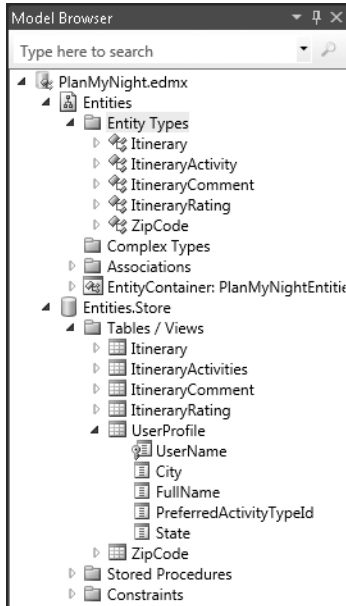 Model Browser
Type here to search
PlanMyNight.edmx
Entities
Entity Types
Itinerary
ItineraryActivity
ItineraryComment
ItineraryRating
ZipCode
Complex Types
Associations
EntityContainer: PlanMyNightEntitie
Entities.Store
Tables / Views
Itinerary
ItineraryActivities
ItineraryComment
ItineraryRating
UserProfile
UserName
City
FullName
PreferredActivityTypeId
State
ZipCode
Stored Procedures
Constraints